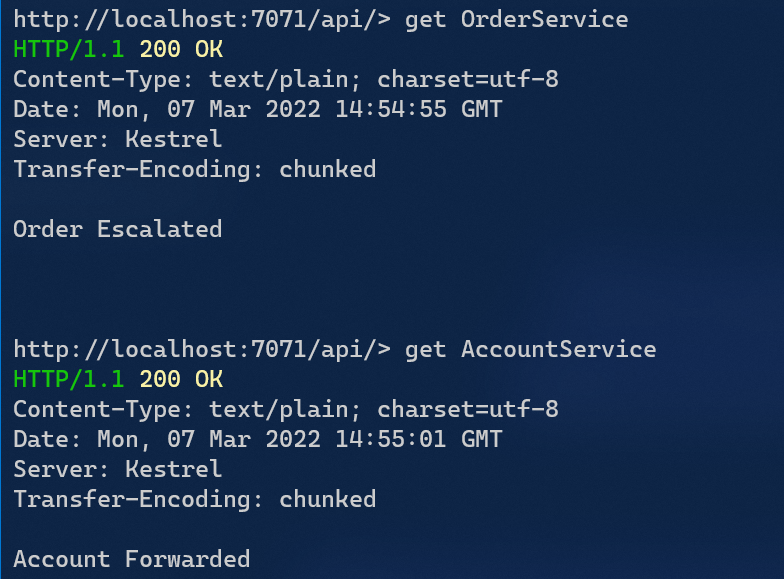 http://localhost:7071/api/> get OrderService
HTTP/1.1 200 OK
Content-Type: text/plain; charset=utf-8
Date: Mon, 07 Mar 2022 14:54:55 GMT
Server: Kestrel
Transfer-Encoding: chunked
Order Escalated
http://localhost:7071/api/> get AccountService
HTTP/1.1 200 OK
Content-Type: text/plain; charset=utf-8
Date: Mon, 07 Mar 2022 14:55:01 GMT
Server: Kestrel
Transfer-Encoding: chunked
Account Forwarded